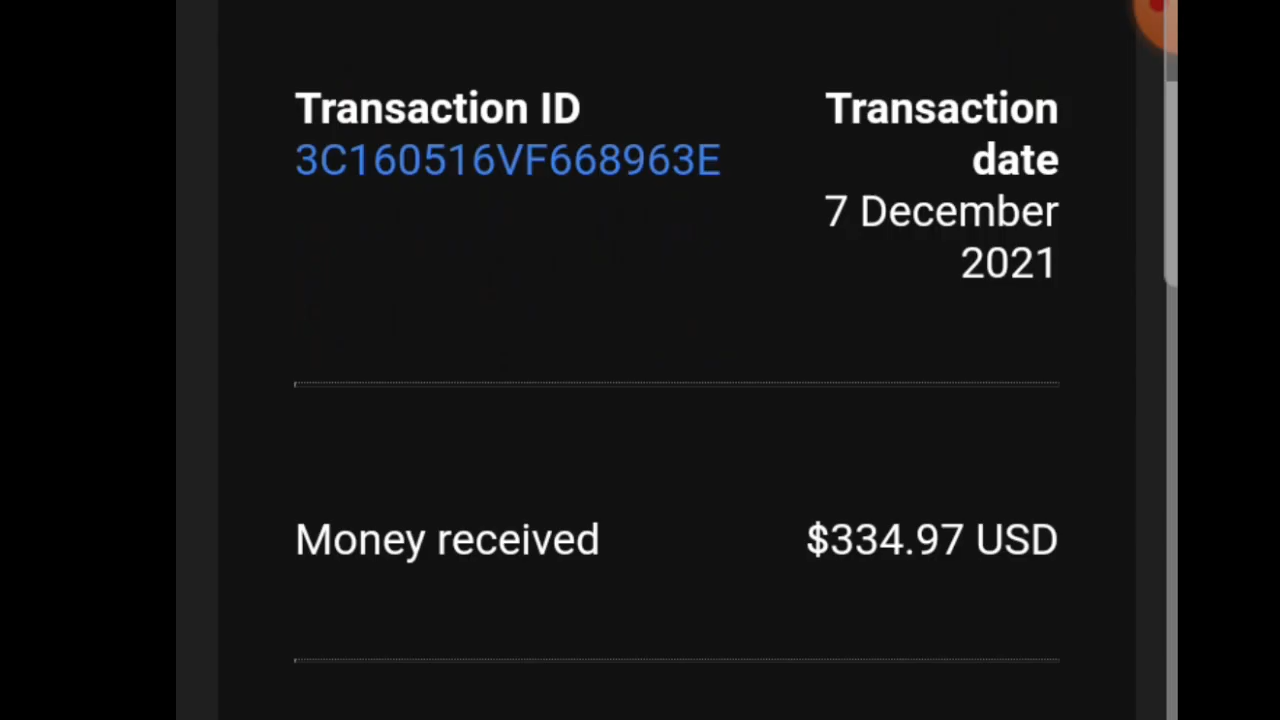 Transaction ID
3C160516VF668963E
Transaction
date
7 December
2021
Money received $334.97 USD